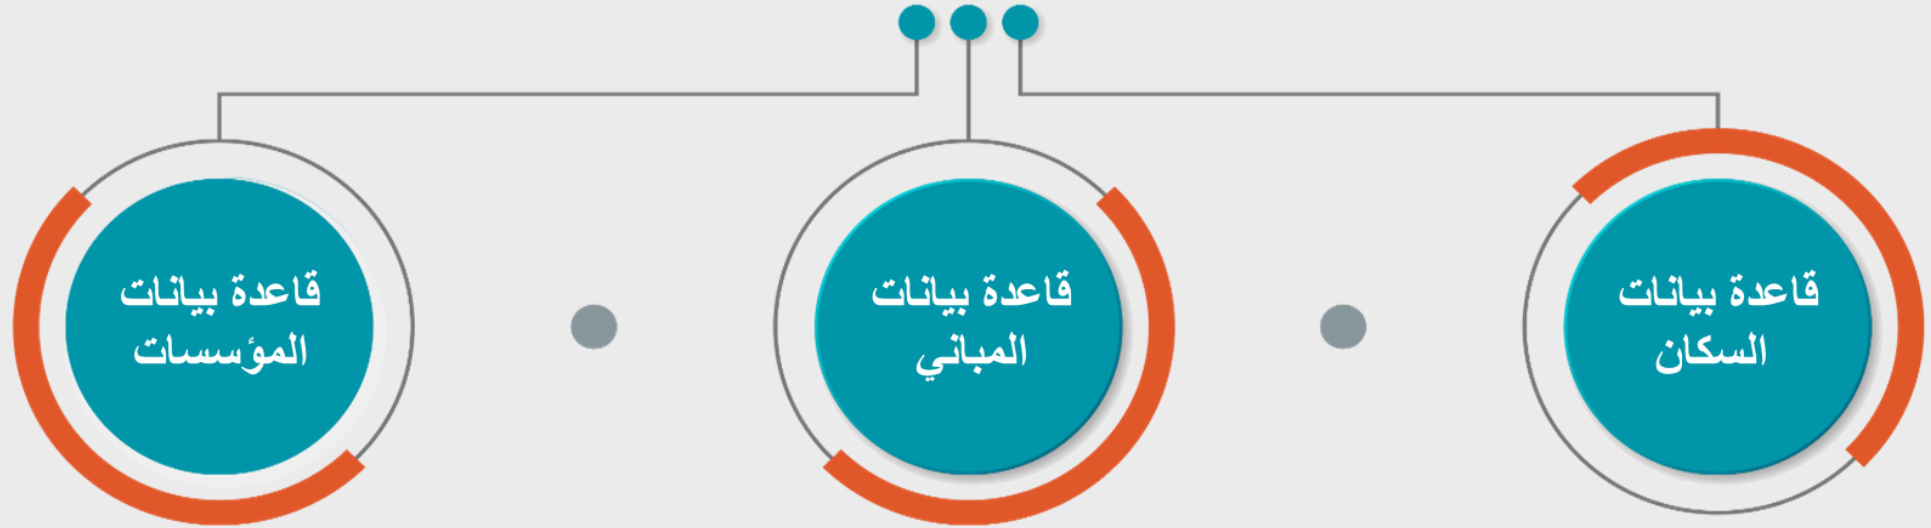 قاعدة بيانات
السكان
قاعدة بيانات
المباني
قاعدة بيانات
المؤسسات